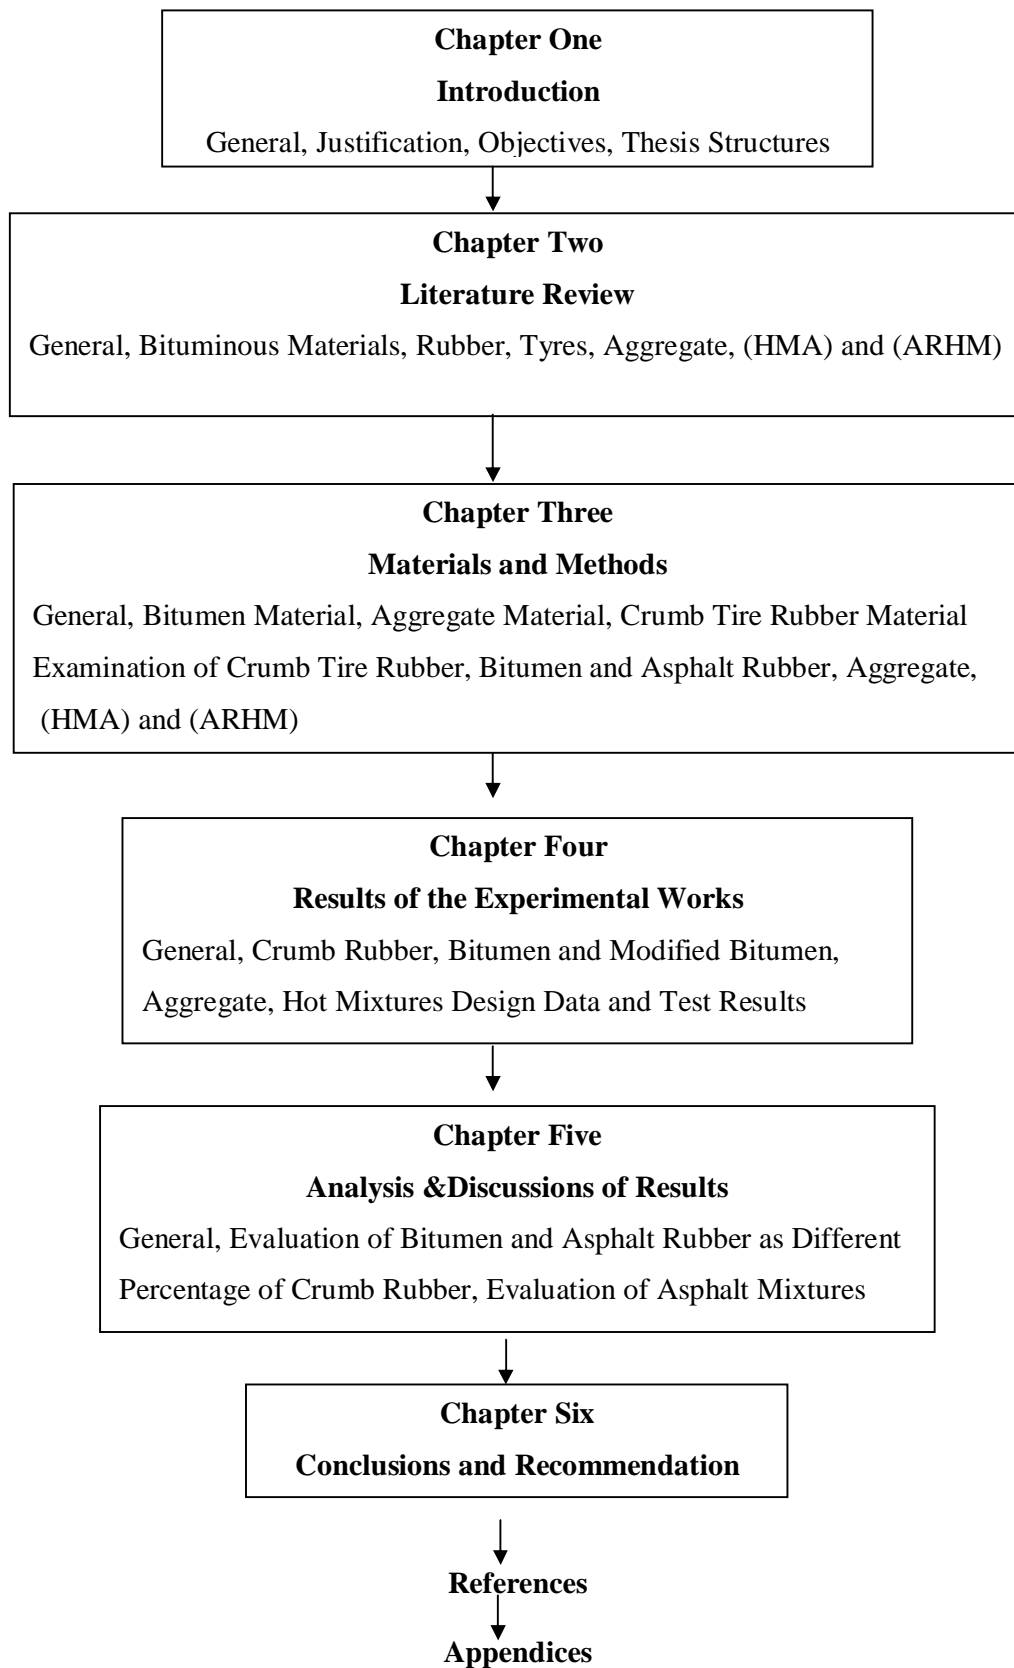 Chapter One
Introduction
General, Justification, Objectives, Thesis Structures
Chapter Two
Literature Review
General, Bituminous Materials, Rubber, Tyres, Aggregate, (HMA) and (ARHM)
Chapter Three
Materials and Methods
General, Bitumen Material, Aggregate Material, Crumb Tire Rubber Material
Examination of Crumb Tire Rubber, Bitumen and Asphalt Rubber, Aggregate,
(HMA) and (ARHM)
Chapter Four
Results of the Experimental Works
General, Crumb Rubber, Bitumen and Modified Bitumen,
Aggregate, Hot Mixtures Design Data and Test Results
Chapter Five
Analysis &Discussions of Results
General, Evaluation of Bitumen and Asphalt Rubber as Different
Percentage of Crumb Rubber, Evaluation of Asphalt Mixtures
Chapter Six
Conclusions and Recommendation
References
Appendices